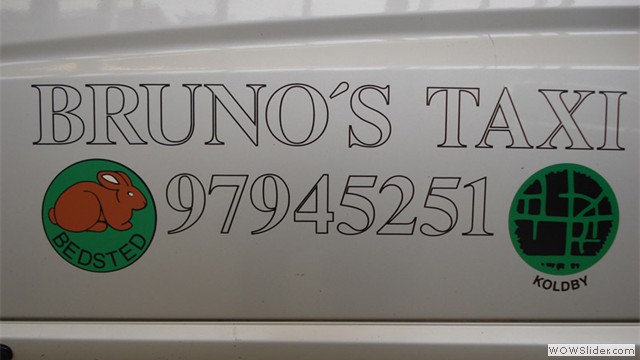 BRUNO´S TAXI
97945251
BEDSTED
KOLDBY
WOWSlider.com